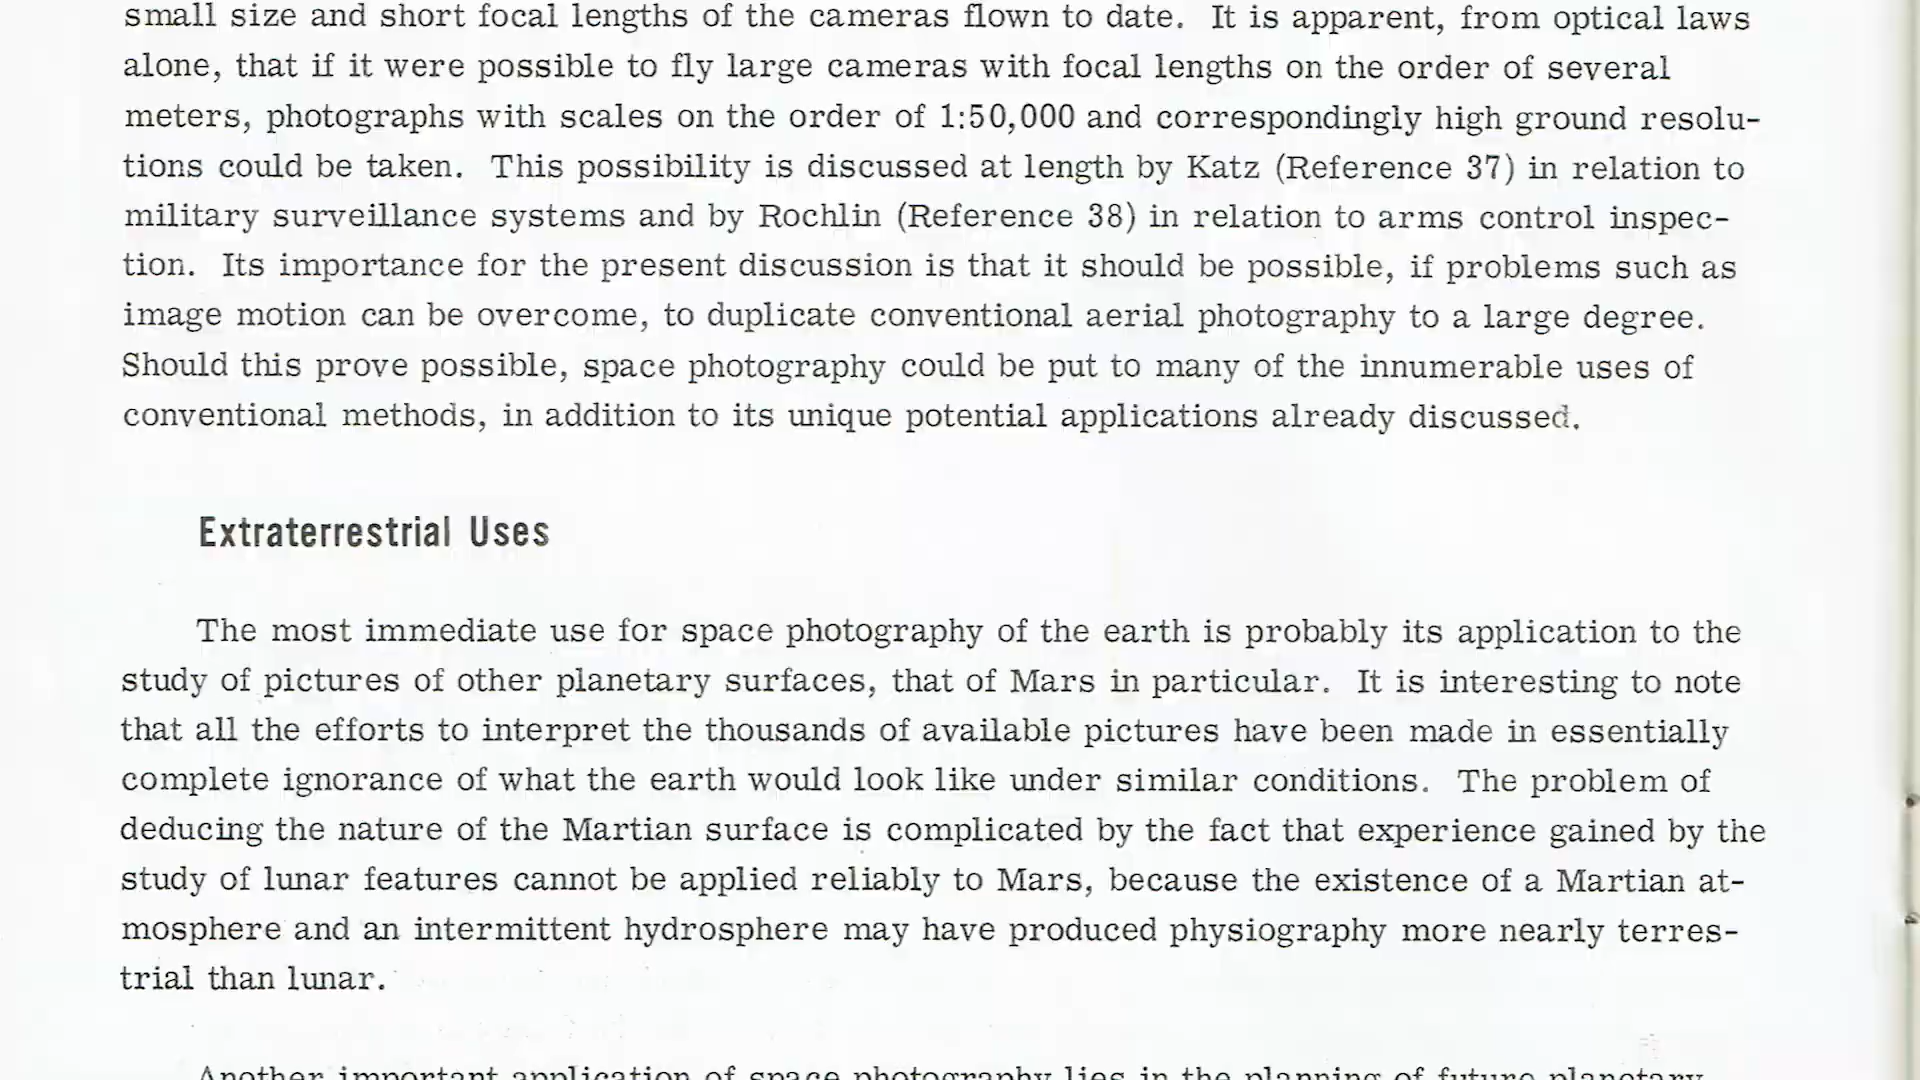 small size and short focal lengths of the cameras flown to date. It is apparent, from optical laws
alone, that if it were possible to fly large cameras with focal lengths on the order of several
meters, photographs with scales on the order of 1:50,000 and correspondingly high ground resolu-
tions could be taken. This possibility is discussed at length by Katz (Reference 37) in relation to
military surveillance systems and by Rochlin (Reference 38) in relation to arms control inspec-
tion. Its importance for the present discussion is that it should be possible, if problems such as
image motion can be overcome, to duplicate conventional aerial photography to a large degree.
Should this prove possible, space photography could be put to many of the innumerable uses of
conventional methods, in addition to its unique potential applications already discussed.
Extraterrestrial Uses
The most immediate use for space photography of the earth is probably its application to the
study of pictures of other planetary surfaces, that of Mars in particular. It is interesting to note
that all the efforts to interpret the thousands of available pictures have been made in essentially
complete ignorance of what the earth would look like under similar conditions. The problem of
deducing the nature of the Martian surface is complicated by the fact that experience gained by the
study of lunar features cannot be applied reliably to Mars, because the existence of a Martian at-
mosphere and an intermittent hydrosphere may have produced physiography more nearly terres-
trial than lunar.
Another important application of space photography lies in the planning of future planetary